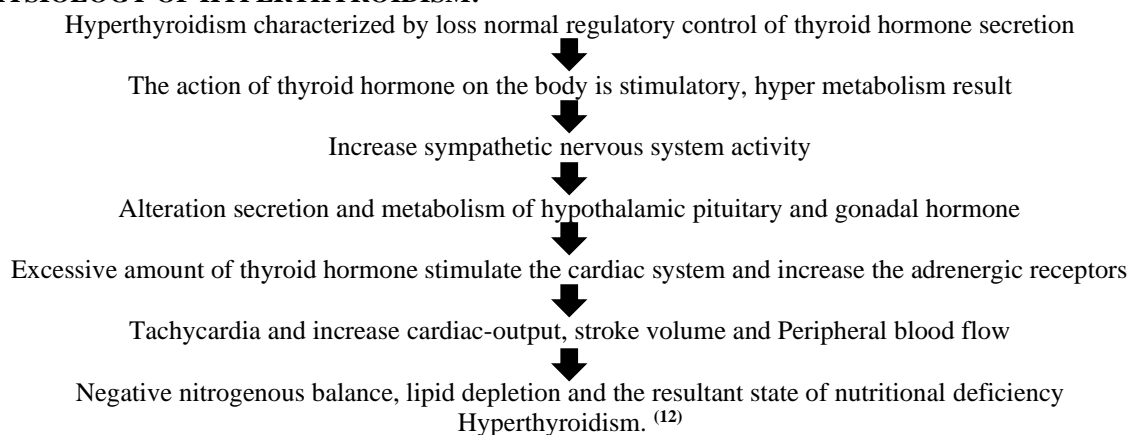 Hyperthyroidism characterized by loss normal regulatory control of thyroid hormone secretion
The action of thyroid hormone on the body is stimulatory, hyper metabolism result
Increase sympathetic nervous system activity
Alteration secretion and metabolism of hypothalamic pituitary and gonadal hormone
Excessive amount of thyroid hormone stimulate the cardiac system and increase the adrenergic receptors
Tachycardia and increase cardiac-output, stroke volume and Peripheral blood flow
Negative nitrogenous balance, lipid depletion and the resultant state of nutritional deficiency
Hyperthyroidism. (12)